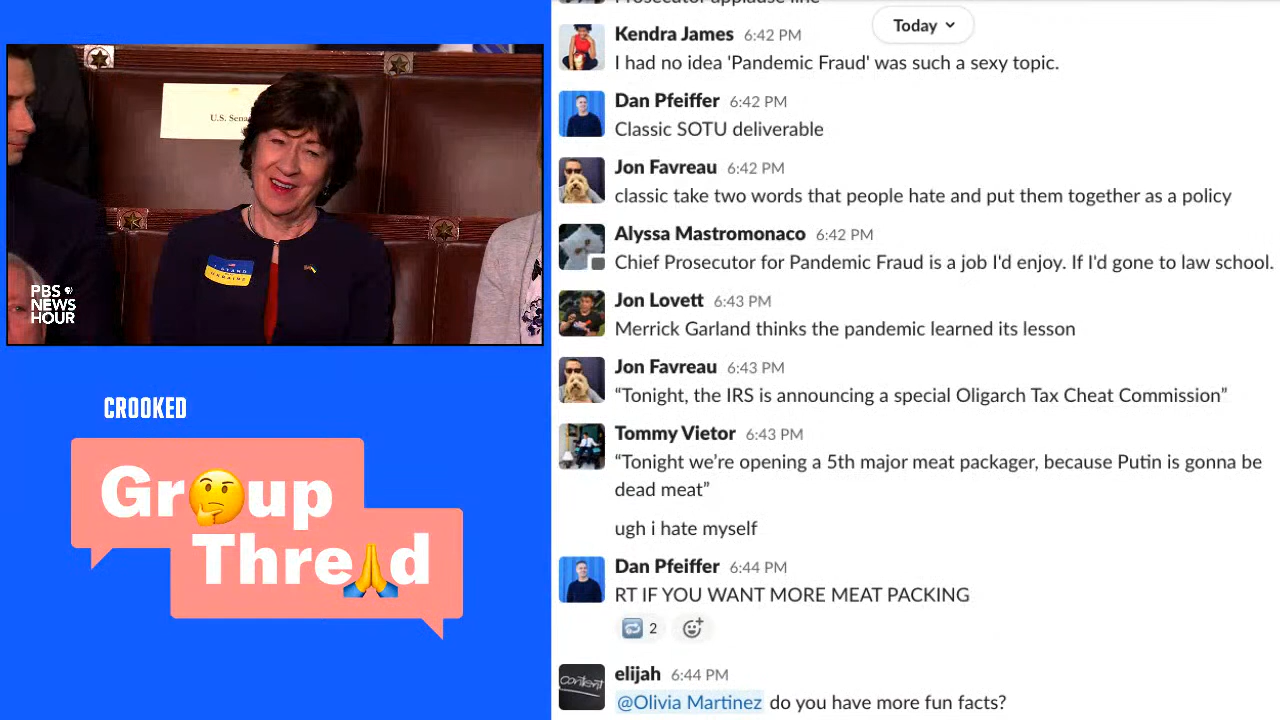 U.S. Sena
I STAND
UKRAINE
PBS
NEWS
HOUR
CROOKED
Gr🤔up
Thre🙏d
Prosecutor applause line
Today
Kendra James 6:42 PM
I had no idea 'Pandemic Fraud' was such a sexy topic.
Dan Pfeiffer 6:42 PM
Classic SOTU deliverable
Jon Favreau 6:42 PM
classic take two words that people hate and put them together as a policy
Alyssa Mastromonaco 6:42 PM
Chief Prosecutor for Pandemic Fraud is a job I'd enjoy. If I'd gone to law school.
Jon Lovett 6:43 PM
Merrick Garland thinks the pandemic learned its lesson
Jon Favreau 6:43 PM
“Tonight, the IRS is announcing a special Oligarch Tax Cheat Commission”
Tommy Vietor 6:43 PM
“Tonight we’re opening a 5th major meat packager, because Putin is gonna be
dead meat”
ugh i hate myself
Dan Pfeiffer 6:44 PM
RT IF YOU WANT MORE MEAT PACKING
2
content
elijah 6:44 PM
@Olivia Martinez do you have more fun facts?